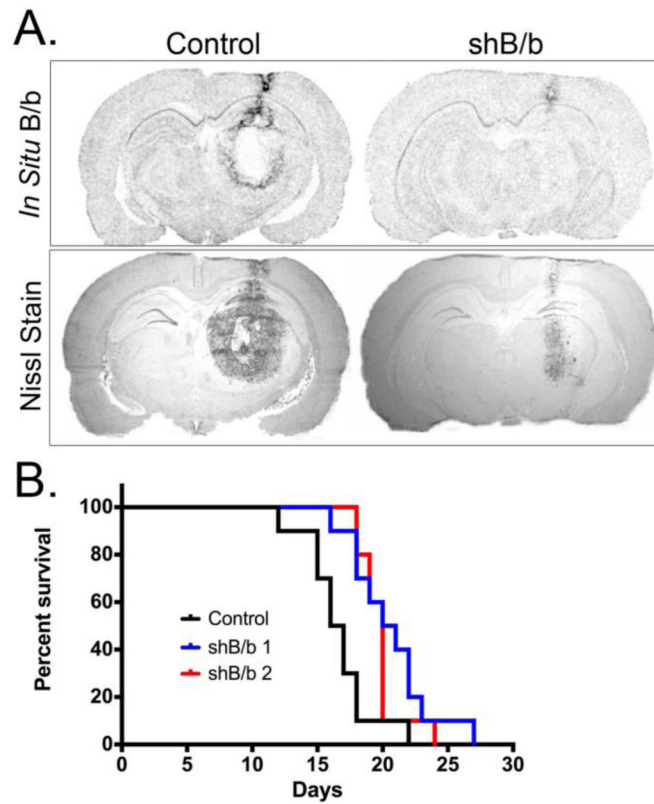 A.
Control
shB/b
In Situ B/b
Nissl Stain
B.
Percent survival
100
80
60
40
20
0
Control
shB/b 1
shB/b 2
0
5
10
15
20
25
30
Days